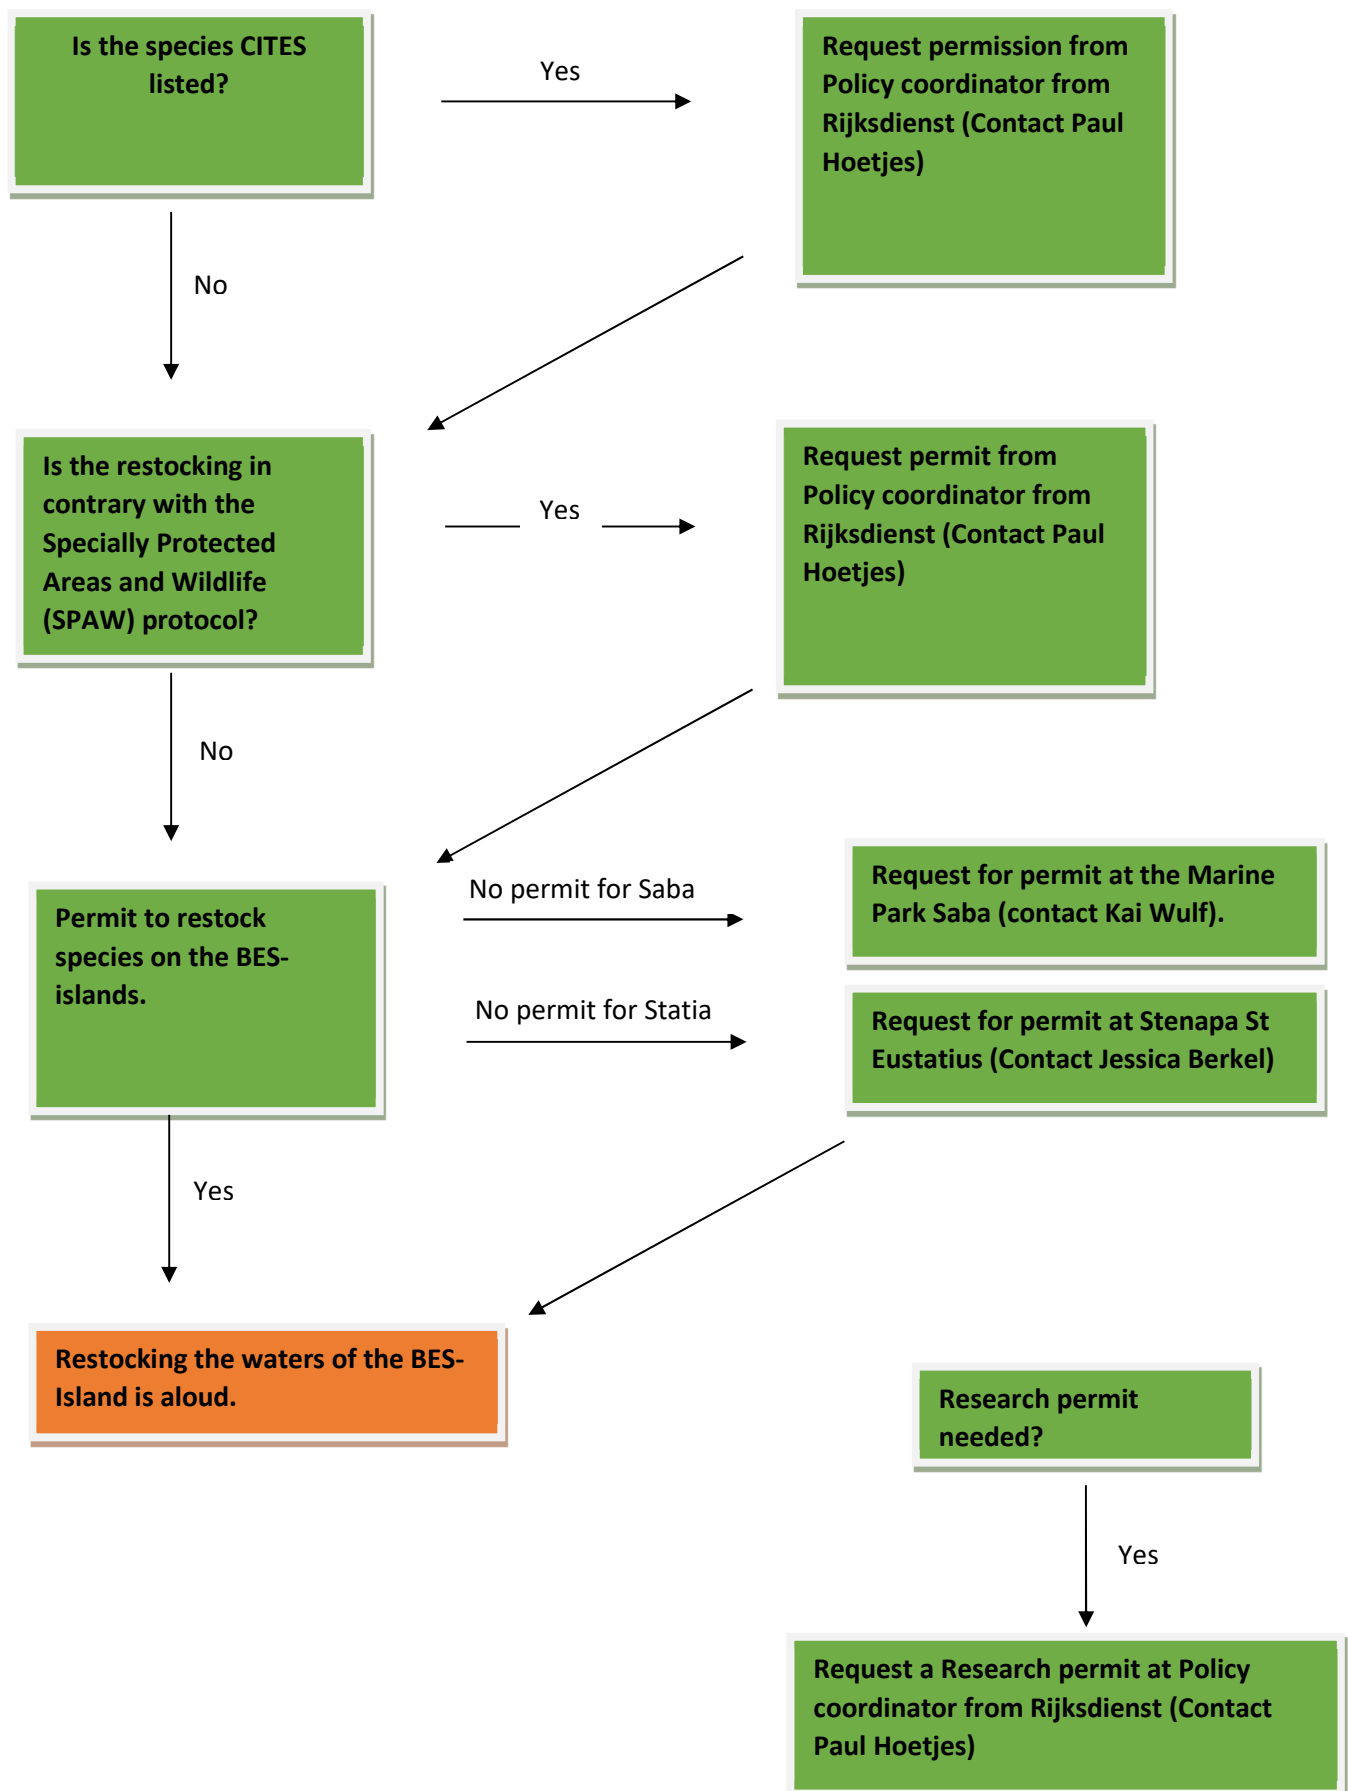 Is the species CITES
listed?
Yes
Request permission from
Policy coordinator from
Rijksdienst (Contact Paul
Hoetjes)
No
Is the restocking in
contrary with the
Specially Protected
Areas and Wildlife
(SPAW) protocol?
Yes
Request permit from
Policy coordinator from
Rijksdienst (Contact Paul
Hoetjes)
No
Permit to restock
species on the BES-
islands.
No permit for Saba
Request for permit at the Marine
Park Saba (contact Kai Wulf).
No permit for Statia
Request for permit at Stenapa St
Eustatius (Contact Jessica Berkel)
Yes
Restocking the waters of the BES-
Island is aloud.
Research permit
needed?
Yes
Request a Research permit at Policy
coordinator from Rijksdienst (Contact
Paul Hoetjes)